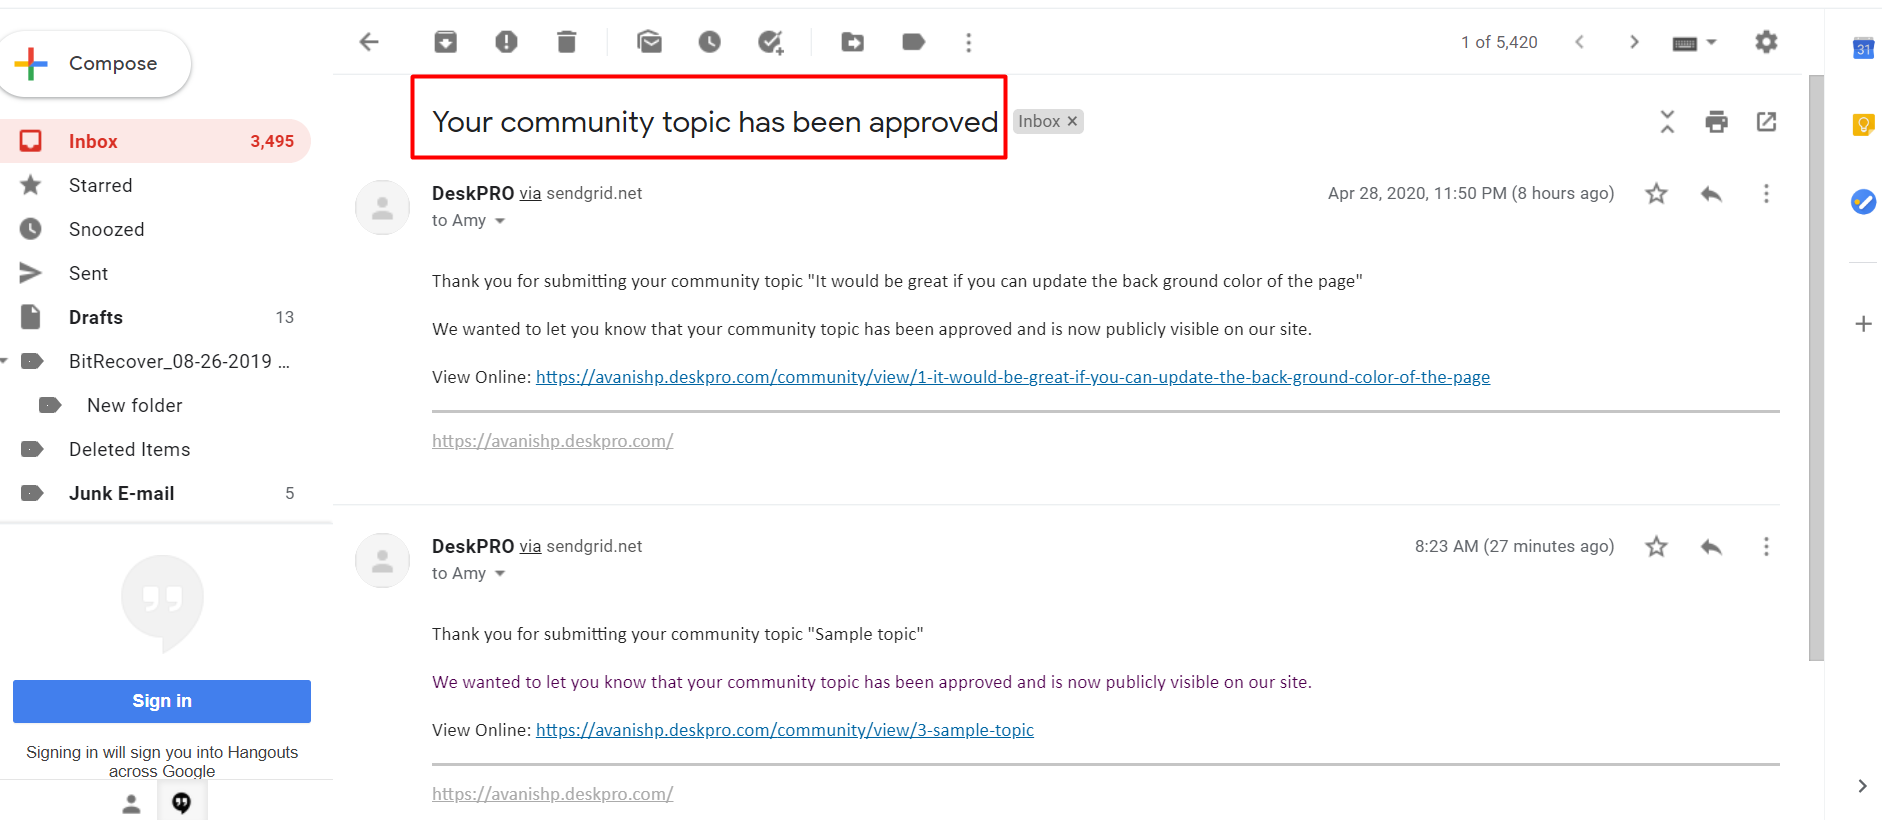 Compose
Inbox 3,495
Starred
Snoozed
Sent
Drafts 13
BitRecover_08-26-2019 ...
New folder
Deleted Items
Junk E-mail 5
Sign in
Signing in will sign you into Hangouts
across Google
1 of 5,420
31
Your community topic has been approved Inbox ×
DeskPRO via sendgrid.net Apr 28, 2020, 11:50 PM (8 hours ago)
to Amy
Thank you for submitting your community topic "It would be great if you can update the back ground color of the page"
We wanted to let you know that your community topic has been approved and is now publicly visible on our site.
View Online: https://avanishp.deskpro.com/community/view/1-it-would-be-great-if-you-can-update-the-back-ground-color-of-the-page
https://avanishp.deskpro.com/
DeskPRO via sendgrid.net 8:23 AM (27 minutes ago)
to Amy
Thank you for submitting your community topic "Sample topic"
We wanted to let you know that your community topic has been approved and is now publicly visible on our site.
View Online: https://avanishp.deskpro.com/community/view/3-sample-topic
https://avanishp.deskpro.com/